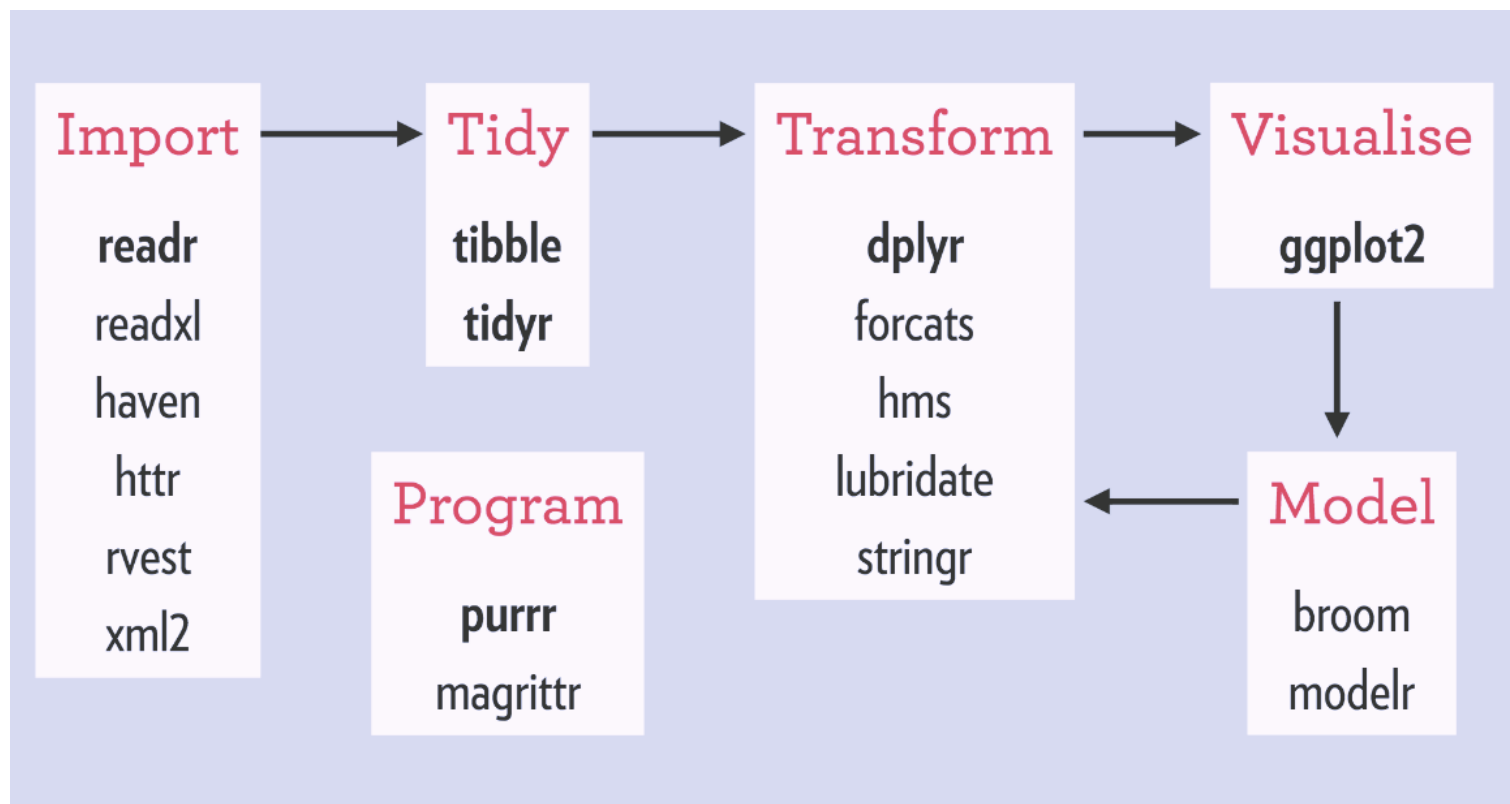 Import
readr
readxl
haven
httr
rvest
xml2
Tidy
tibble
tidyr
Program
purrr
magrittr
Transform
dplyr
forcats
hms
lubridate
stringr
Visualise
ggplot2
Model
broom
modelr